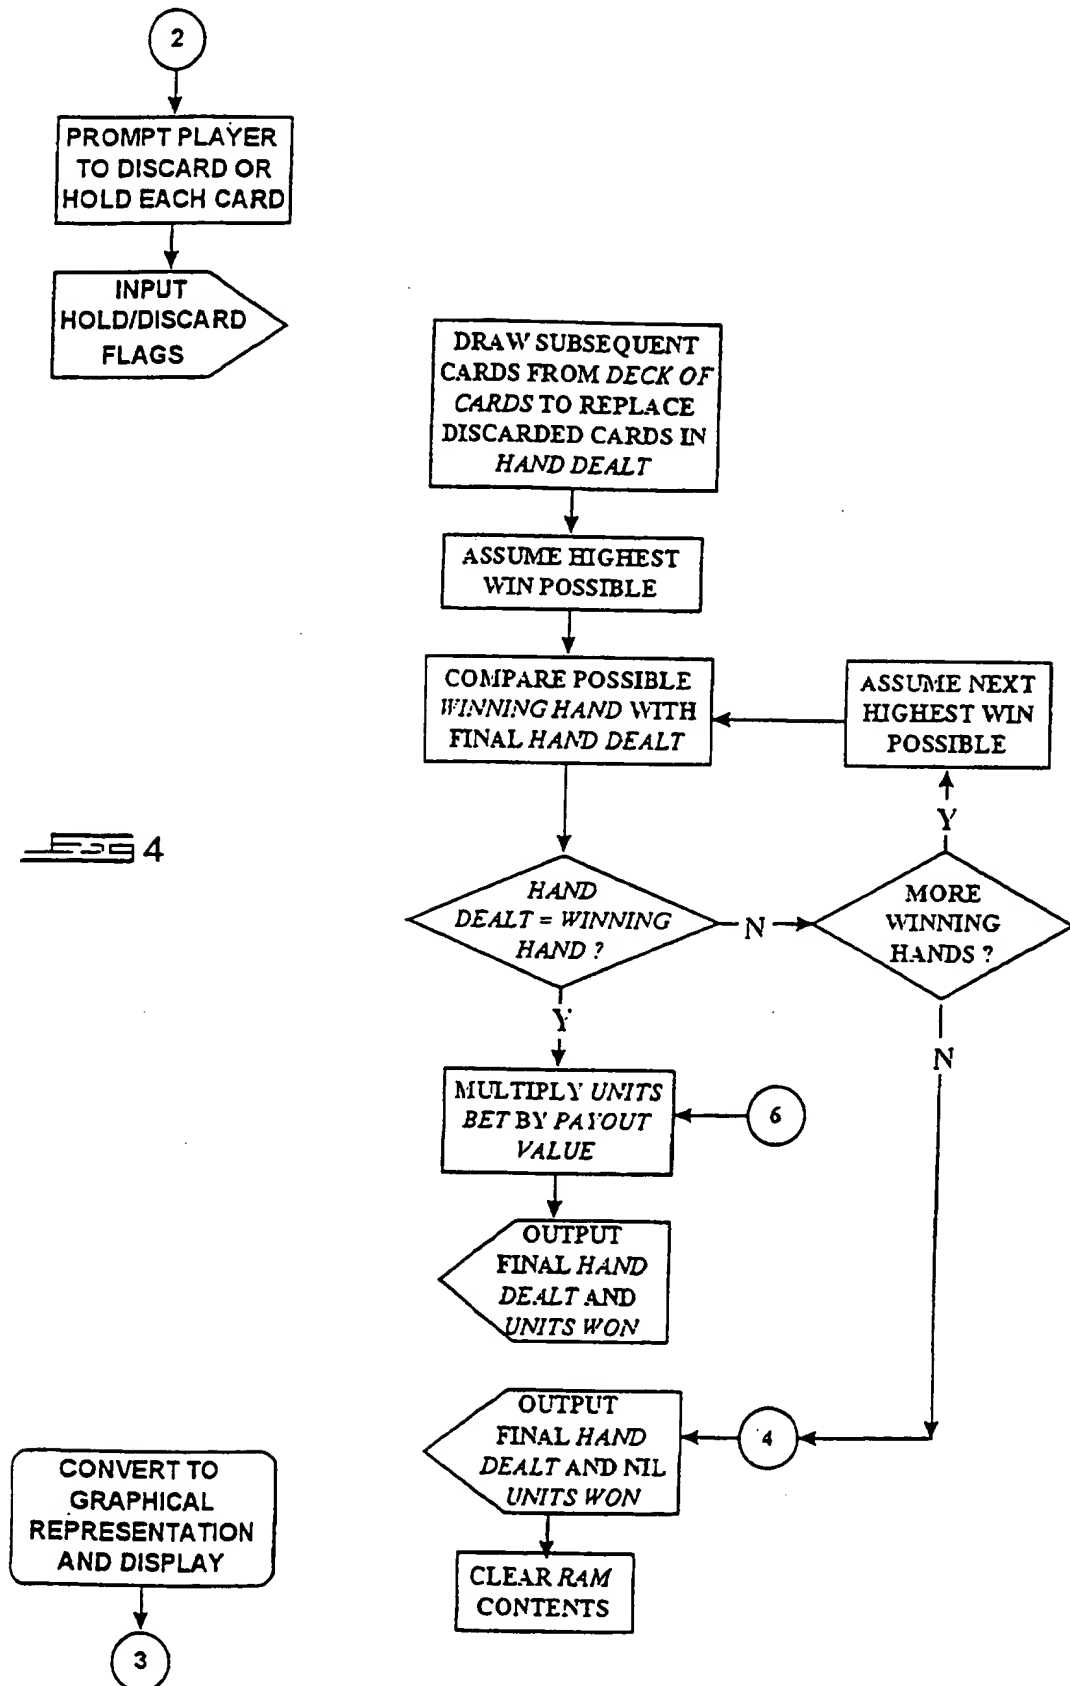 2
PROMPT PLAYER
TO DISCARD OR
HOLD EACH CARD
INPUT
HOLD/DISCARD
FLAGS
DRAW SUBSEQUENT
CARDS FROM DECK OF
CARDS TO REPLACE
DISCARDED CARDS IN
HAND DEALT
ASSUME HIGHEST
WIN POSSIBLE
COMPARE POSSIBLE
WINNING HAND WITH
FINAL HAND DEALT
ASSUME NEXT
HIGHEST WIN
POSSIBLE
Y
4
HAND
DEALT = WINNING
HAND ?
N
MORE
WINNING
HANDS ?
Y
N
MULTIPLY UNITS
BET BY PAYOUT
VALUE
6
OUTPUT
FINAL HAND
DEALT AND
UNITS WON
OUTPUT
FINAL HAND
DEALT AND NIL
UNITS WON
4
CONVERT TO
GRAPHICAL
REPRESENTATION
AND DISPLAY
CLEAR RAM
CONTENTS
3